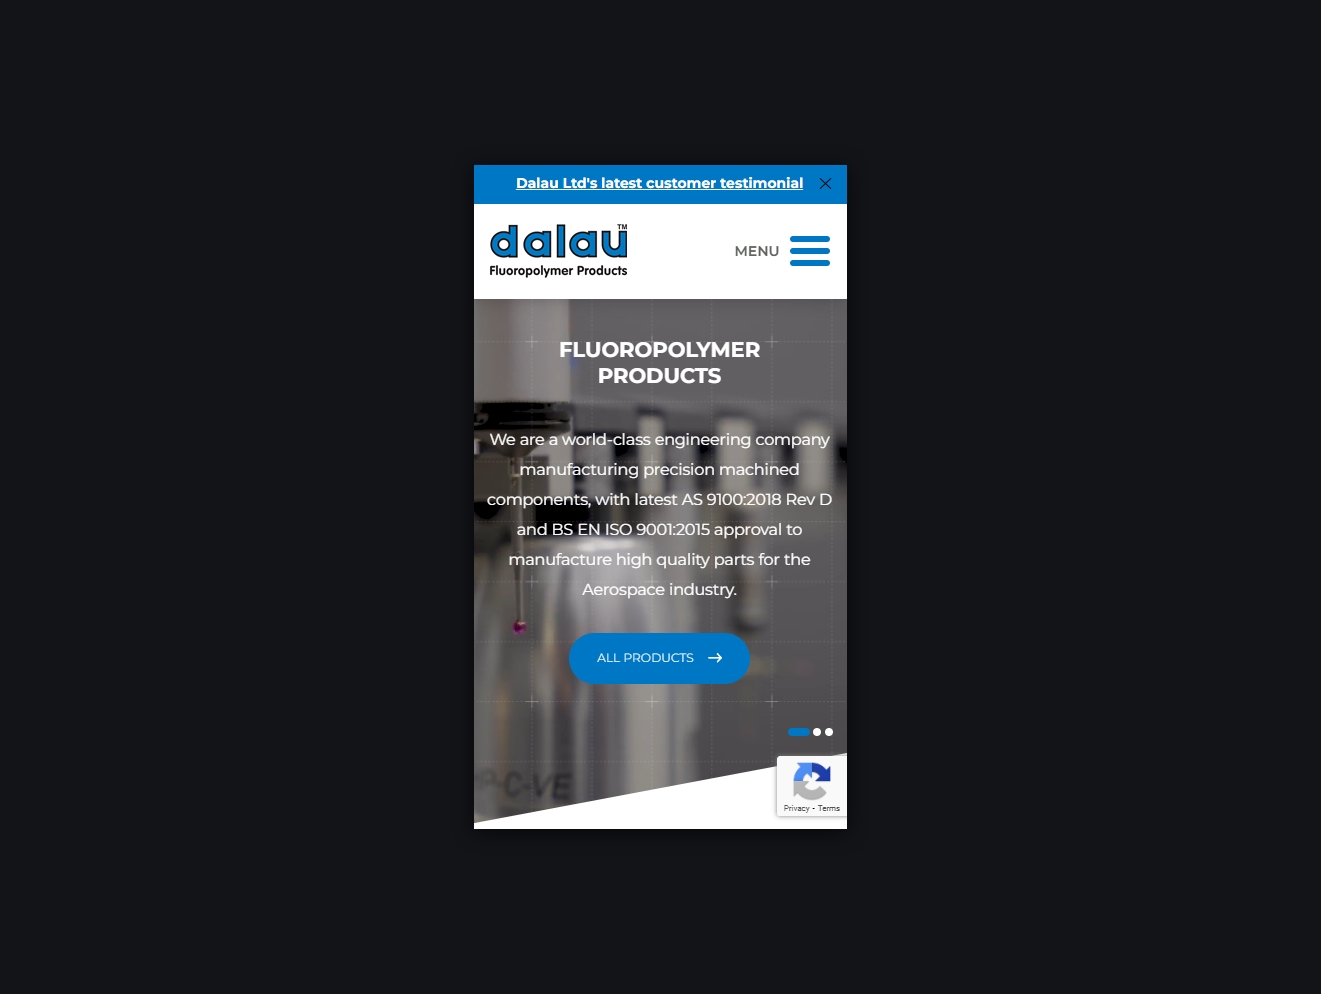 Dalau Ltd's latest customer testimonial
dalau™
Fluoropolymer Products
MENU
FLUOROPOLYMER
PRODUCTS
We are a world-class engineering company
manufacturing precision machined
components, with latest AS 9100:2018 Rev D
and BS EN ISO 9001:2015 approval to
manufacture high quality parts for the
Aerospace industry.
ALL PRODUCTS
C-VE
Privacy - Terms